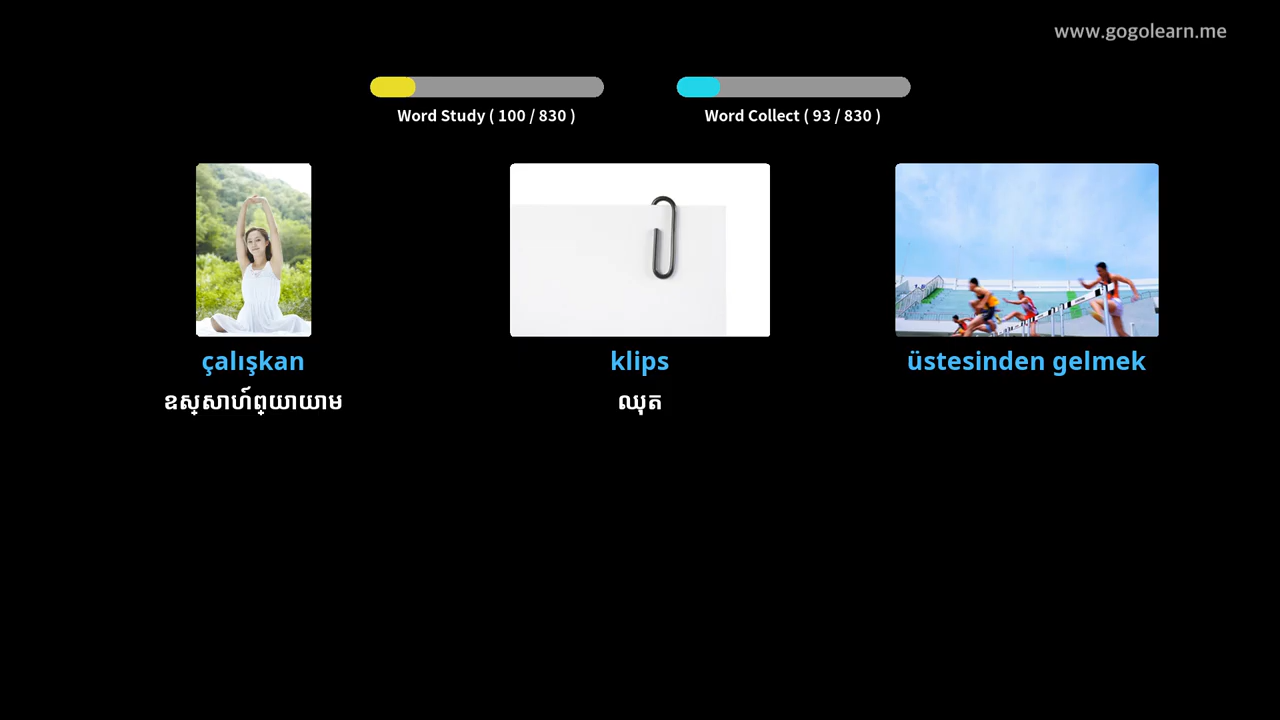 www.gogolearn.me
Word Study ( 100 / 830 )
Word Collect ( 93 / 830 )
çalışkan
ឧស្សាហ៍ព្យាយាម
klips
ឈុត
üstesinden gelmek